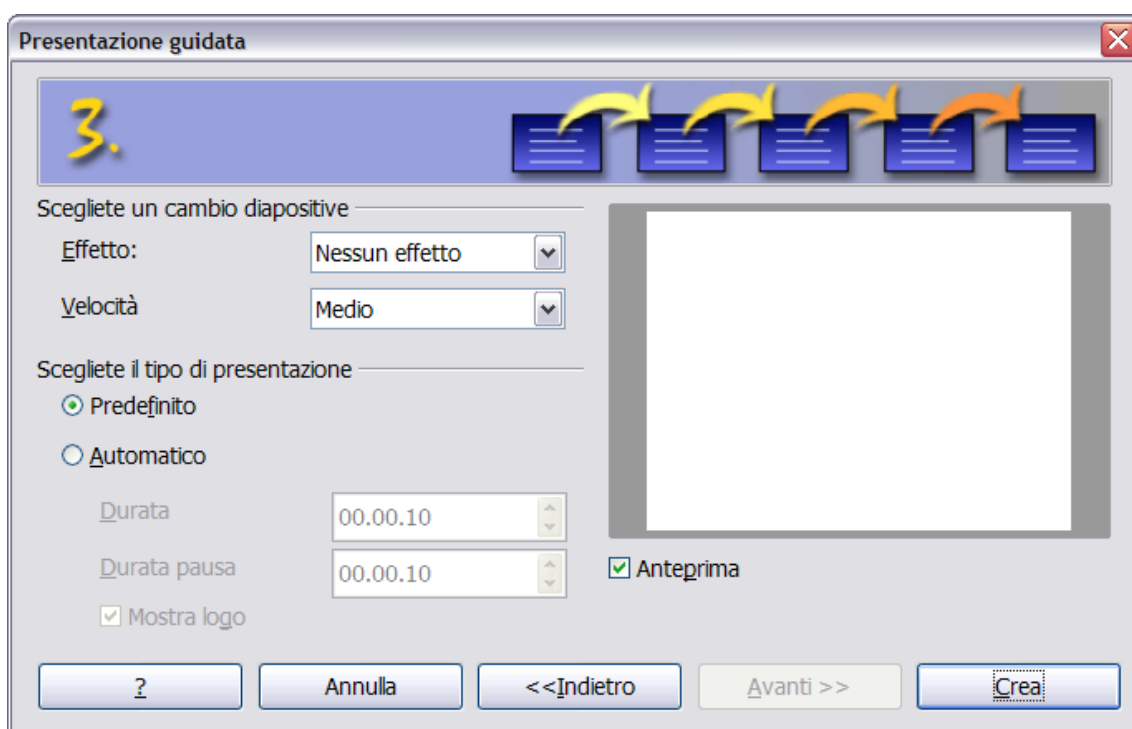 Presentazione guidata
3.
Scegliete un cambio diapositive
Effetto:
Nessun effetto
Velocità
Medio
Scegliete il tipo di presentazione
Predefinito
Automatico
Durata
00.00.10
Durata pausa
00.00.10
Mostra logo
Anteprima
?
Annulla
<<Indietro
Avanti >>
Crea